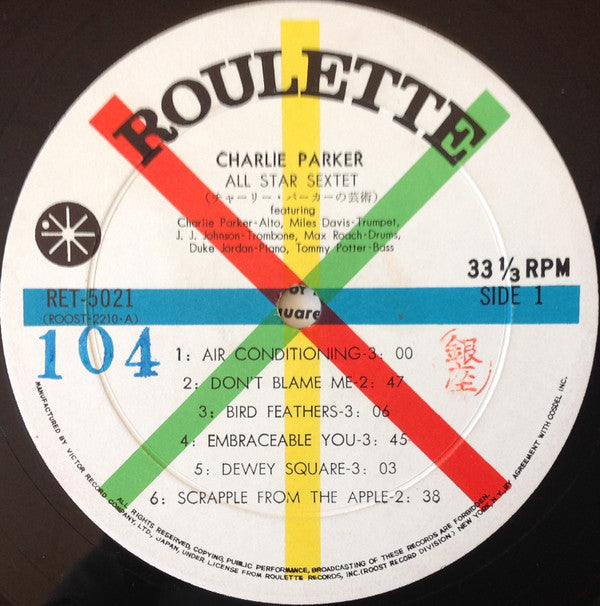 ROULETTE
CHARLIE PARKER
ALL STAR SEXTET
(チャーリー・パーカーの芸術)
featuring
Charlie Parker-Alto, Miles Davis-Trumpet,
J. J. Johnson-Trombone, Max Roach-Drums,
Duke Jordan-Piano, Tommy Potter-Bass
33 1/3 RPM
RET-5021
SIDE 1
(ROOST-2210-A)
uare
104
銀座
1: AIR CONDITIONING-3: 00
2: DON'T BLAME ME-2: 47
3: BIRD FEATHERS-3: 06
4: EMBRACEABLE YOU-3: 45
5: DEWEY SQUARE-3: 03
6: SCRAPPLE FROM THE APPLE-2: 38
ALL RIGHTS RESERVED, COPYING, PUBLIC PERFORMANCE, BROADCASTING OF THESE RECORDS ARE FORBIDDEN.
MANUFACTURED BY VICTOR RECORD COMPANY, LTD., JAPAN, UNDER LICENSE FROM ROULETTE RECORDS, INC. (ROOST RECORD DIVISION) NEW YORK, N.Y. BY AGREEMENT WITH COSDEL INC.